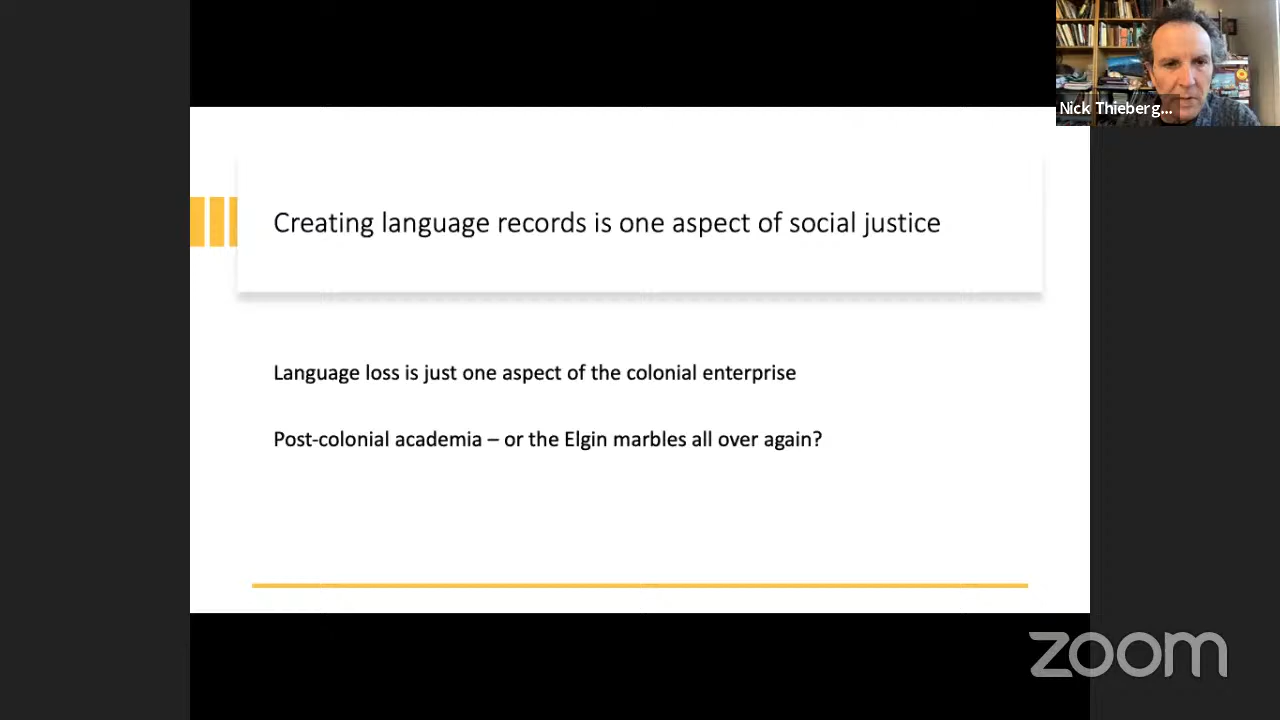 Nick Thieberg...
Creating language records is one aspect of social justice
Language loss is just one aspect of the colonial enterprise
Post-colonial academia – or the Elgin marbles all over again?
zoom